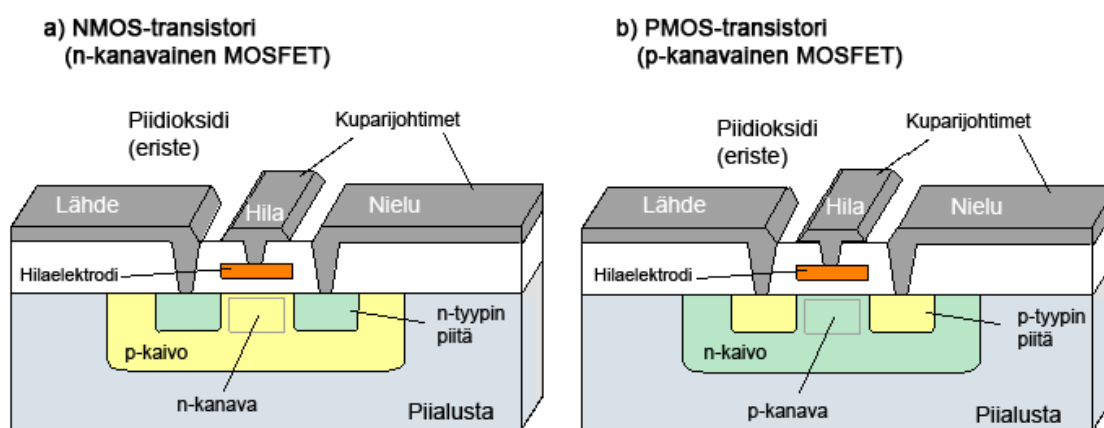 a) NMOS-transistori
(n-kanavainen MOSFET)
Piidioksidi
(eriste)
Kuparijohtimet
Lähde
Hila
Nielu
Hilaelektrodi
p-kaivo
n-tyypin
piitä
n-kanava
Piialusta
b) PMOS-transistori
(p-kanavainen MOSFET)
Piidioksidi
(eriste)
Kuparijohtimet
Lähde
Hila
Nielu
Hilaelektrodi
n-kaivo
p-tyypin
piitä
p-kanava
Piialusta